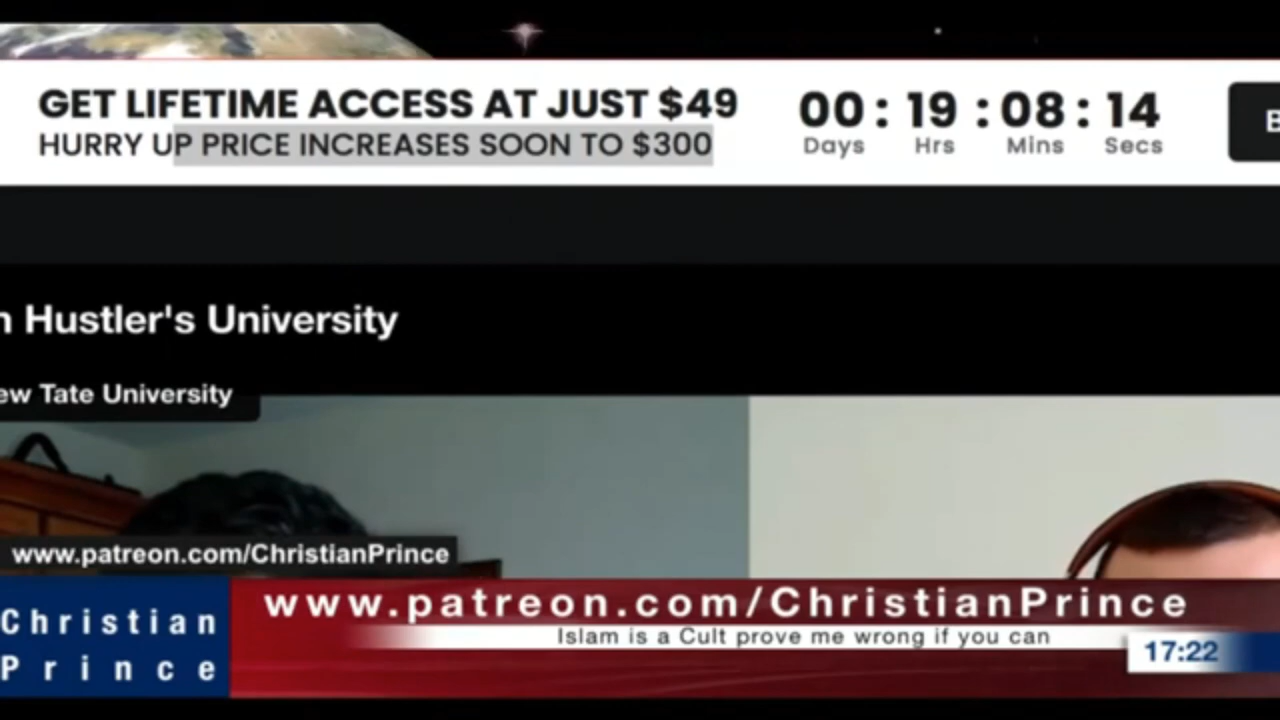 GET LIFETIME ACCESS AT JUST $49
HURRY UP PRICE INCREASES SOON TO $300
00 : 19 : 08 : 14
Days Hrs Mins Secs
Hustler's University
Tate University
www.patreon.com/ChristianPrince
www.patreon.com/ChristianPrince
Islam is a Cult prove me wrong if you can
Christian
Prince
17:22